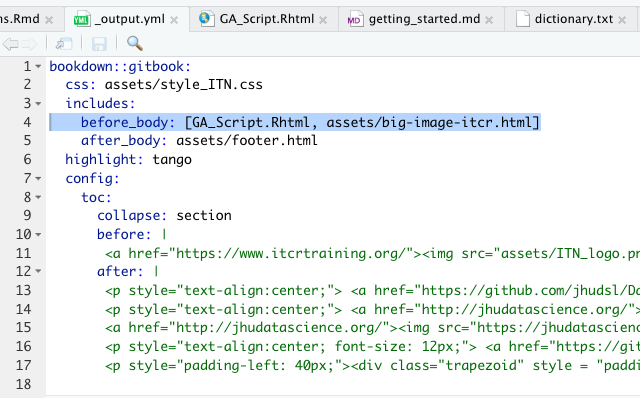 ns.Rmd _output.yml GA_Script.Rhtml getting_started.md dictionary.txt
1 bookdown::gitbook:
2 css: assets/style_ITN.css
3 includes:
4 before_body: [GA_Script.Rhtml, assets/big-image-itcr.html]
5 after_body: assets/footer.html
6 highlight: tango
7 config:
8 toc:
9 collapse: section
10 before: |
11 <a href="https://www.itcrtraining.org/"><img src="assets/ITN_logo.pn
12 after: |
13 <p style="text-align:center;"> <a href="https://github.com/jhudsl/Do
14 <p style="text-align:center;"> <a href="http://jhudatascience.org/">
15 <a href="http://jhudatascience.org/"><img src="https://jhudatascienc
16 <p style="text-align:center; font-size: 12px;"> <a href="https://git
17 <p style="padding-left: 40px;"><div class="trapezoid" style = "paddi
18